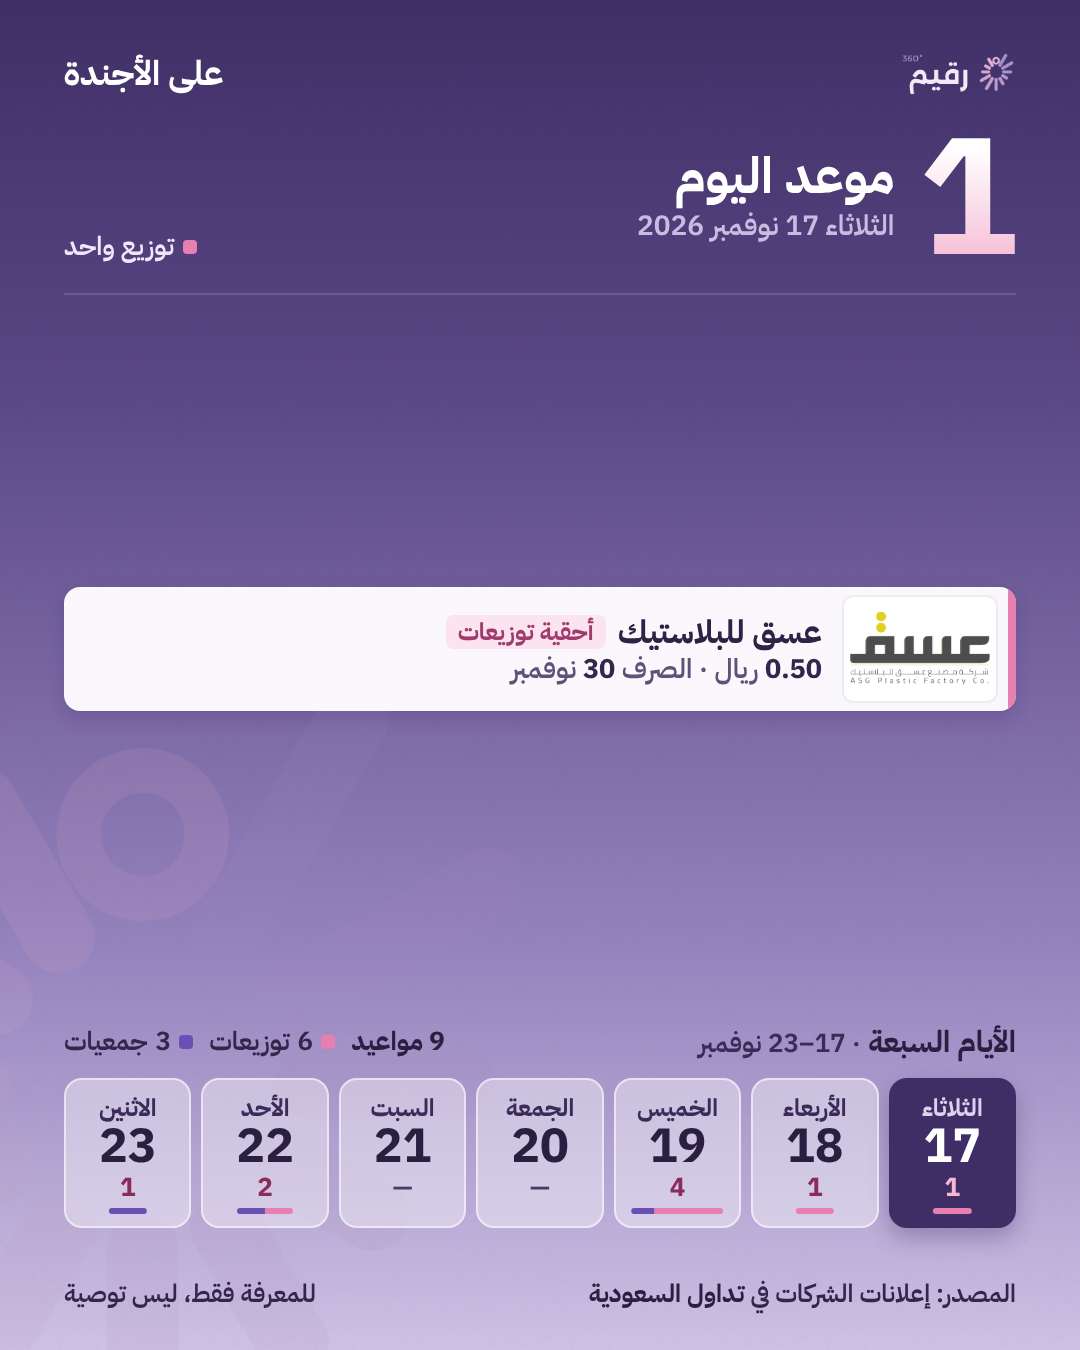 رقيم 360°
على الأجندة
1
موعد اليوم
الثلاثاء 17 نوفمبر 2026
توزيع واحد
عسق
شركة مصنع عسق للبلاستيك
ASG Plastic Factory Co.
عسق للبلاستيك أحقية توزيعات
0.50 ريال · الصرف 30 نوفمبر
الأيام السبعة · 17–23 نوفمبر
9 مواعيد 6 توزيعات 3 جمعيات
الثلاثاء
17
1
الأربعاء
18
1
الخميس
19
4
الجمعة
20
—
السبت
21
—
الأحد
22
2
الاثنين
23
1
المصدر: إعلانات الشركات في تداول السعودية
للمعرفة فقط، ليس توصية